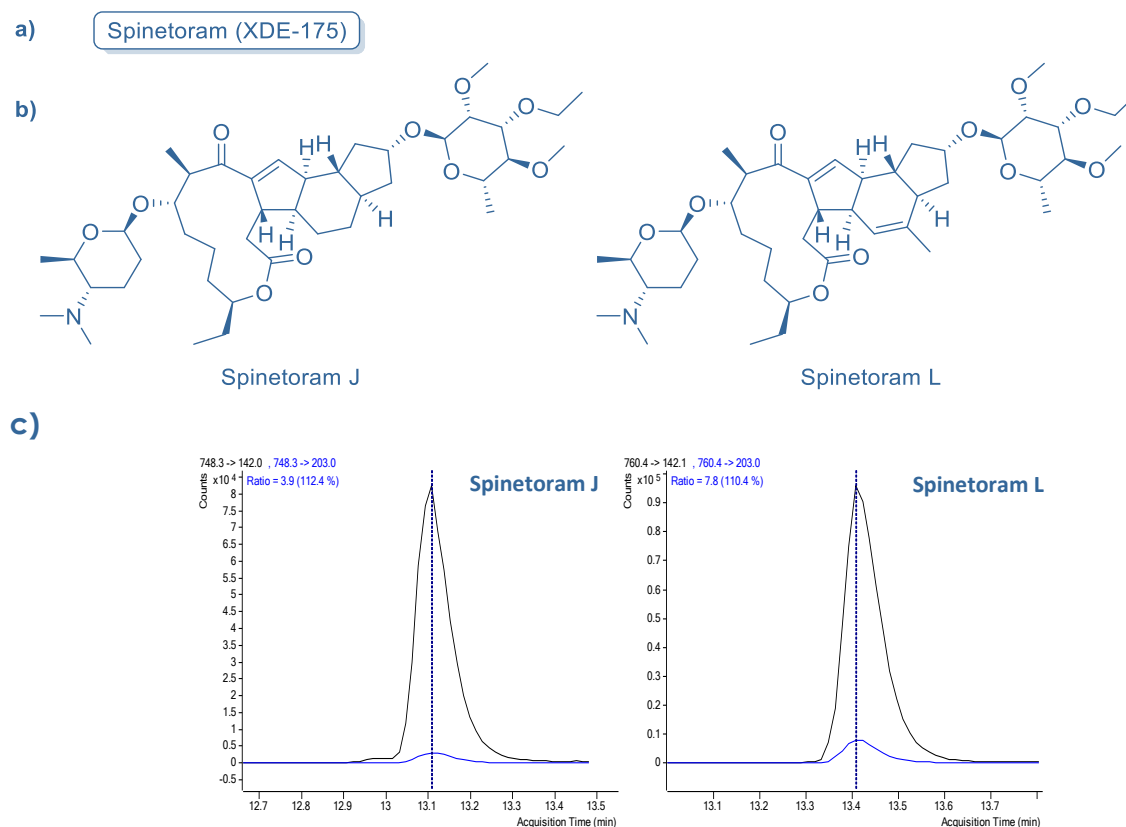 a) Spinetoram (XDE-175)
b)
O O O O O O H H H H H O O O N
Spinetoram J
O O O O O O H H H H H O O O N
Spinetoram L
c)
748.3 -> 142.0 , 748.3 -> 203.0
Ratio = 3.9 (112.4 %)
Spinetoram J
Counts
x10 4
8
7.5
7
6.5
6
5.5
5
4.5
4
3.5
3
2.5
2
1.5
1
0.5
0
-0.5
12.7 12.8 12.9 13 13.1 13.2 13.3 13.4 13.5
Acquisition Time (min)
760.4 -> 142.1 , 760.4 -> 203.0
Ratio = 7.8 (110.4 %)
Spinetoram L
Counts
x10 5
0.9
0.8
0.7
0.6
0.5
0.4
0.3
0.2
0.1
0
13.1 13.2 13.3 13.4 13.5 13.6 13.7
Acquisition Time (min)